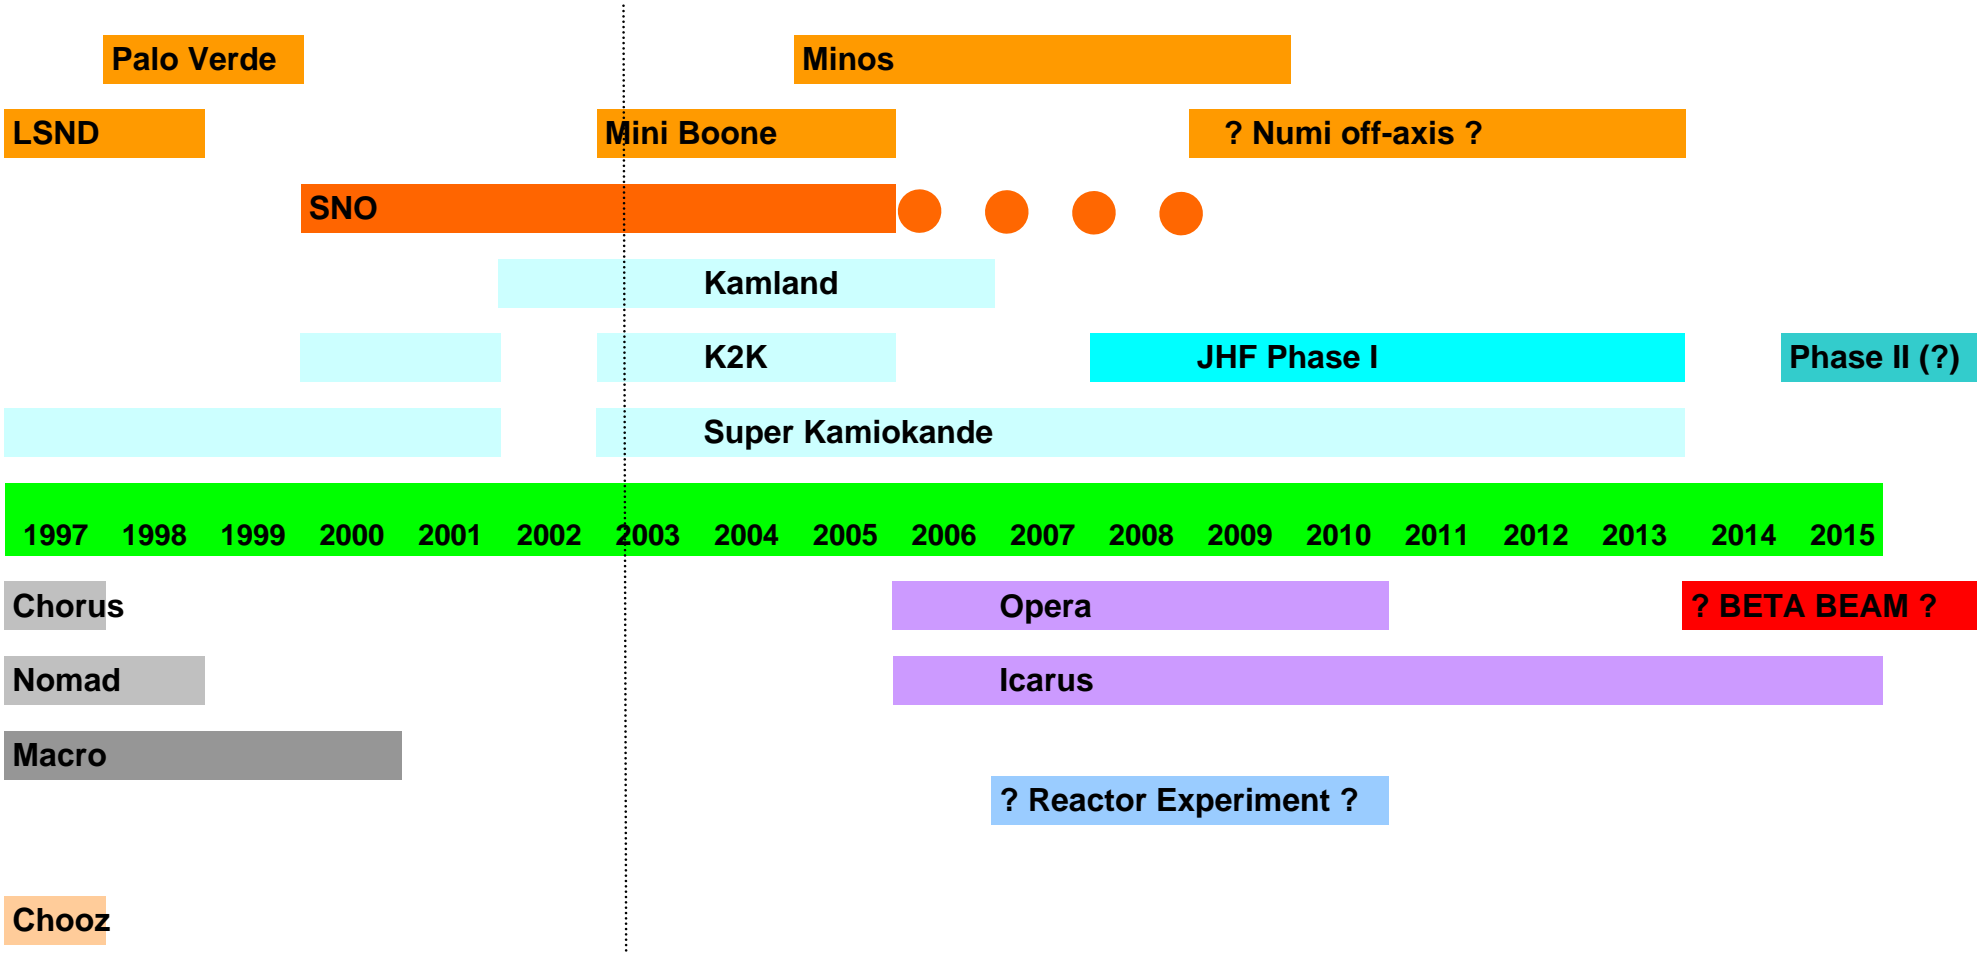 Palo Verde
Minos
LSND
Mini Boone
? Numi off-axis ?
SNO
Kamland
K2K
JHF Phase I
Phase II (?)
Super Kamiokande
1997 1998 1999 2000 2001 2002 2003 2004 2005 2006 2007 2008 2009 2010 2011 2012 2013 2014 2015
Chorus
Opera
? BETA BEAM ?
Nomad
Icarus
Macro
? Reactor Experiment ?
Chooz